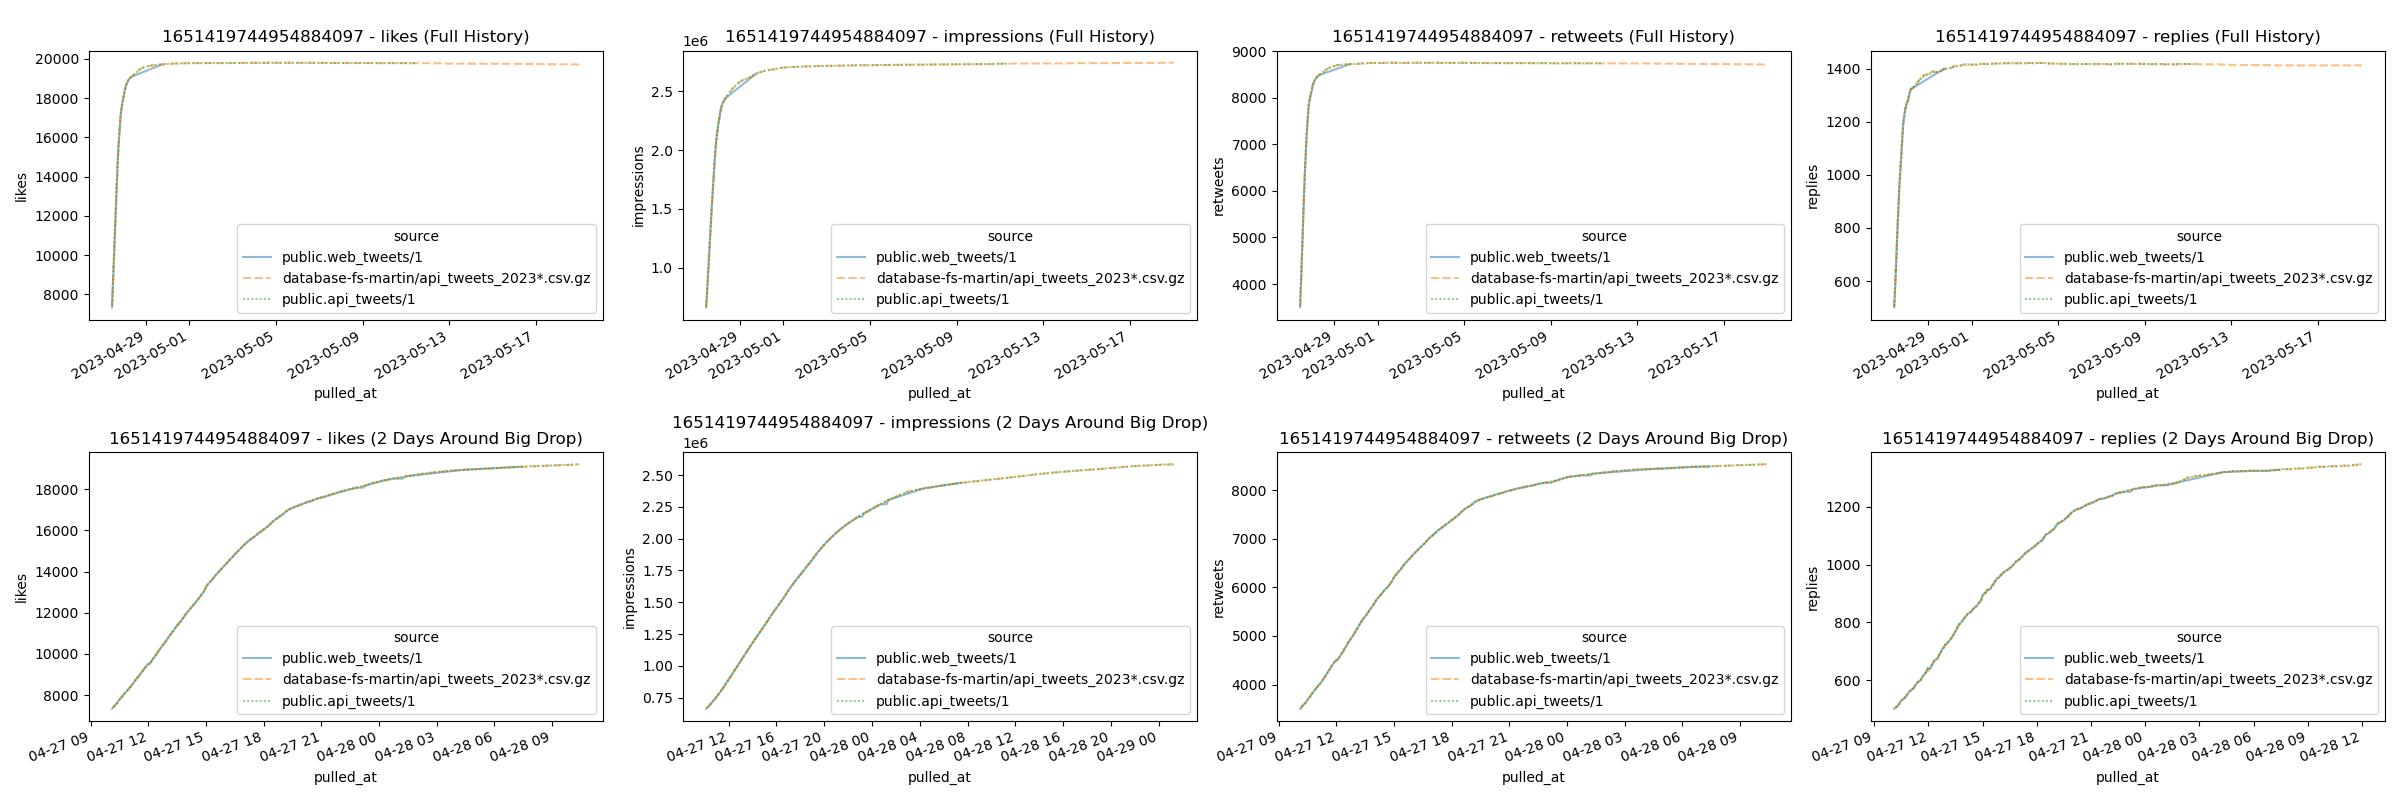 1651419744954884097 - likes (Full History)
20000
18000
16000
14000
12000
10000
8000
likes
source
public.web_tweets/1
database-fs-martin/api_tweets_2023*.csv.gz
public.api_tweets/1
2023-04-29
2023-05-01
2023-05-05
2023-05-09
2023-05-13
2023-05-17
pulled_at
1651419744954884097 - impressions (Full History)
1e6
2.5
2.0
1.5
1.0
impressions
source
public.web_tweets/1
database-fs-martin/api_tweets_2023*.csv.gz
public.api_tweets/1
2023-04-29
2023-05-01
2023-05-05
2023-05-09
2023-05-13
2023-05-17
pulled_at
1651419744954884097 - retweets (Full History)
9000
8000
7000
6000
5000
4000
retweets
source
public.web_tweets/1
database-fs-martin/api_tweets_2023*.csv.gz
public.api_tweets/1
2023-04-29
2023-05-01
2023-05-05
2023-05-09
2023-05-13
2023-05-17
pulled_at
1651419744954884097 - replies (Full History)
1400
1200
1000
800
600
replies
source
public.web_tweets/1
database-fs-martin/api_tweets_2023*.csv.gz
public.api_tweets/1
2023-04-29
2023-05-01
2023-05-05
2023-05-09
2023-05-13
2023-05-17
pulled_at
1651419744954884097 - likes (2 Days Around Big Drop)
18000
16000
14000
12000
10000
8000
likes
source
public.web_tweets/1
database-fs-martin/api_tweets_2023*.csv.gz
public.api_tweets/1
04-27 09
04-27 12
04-27 15
04-27 18
04-27 21
04-28 00
04-28 03
04-28 06
04-28 09
pulled_at
1651419744954884097 - impressions (2 Days Around Big Drop)
1e6
2.50
2.25
2.00
1.75
1.50
1.25
1.00
0.75
impressions
source
public.web_tweets/1
database-fs-martin/api_tweets_2023*.csv.gz
public.api_tweets/1
04-27 12
04-27 16
04-27 20
04-28 00
04-28 04
04-28 08
04-28 12
04-28 16
04-28 20
04-29 00
pulled_at
1651419744954884097 - retweets (2 Days Around Big Drop)
8000
7000
6000
5000
4000
retweets
source
public.web_tweets/1
database-fs-martin/api_tweets_2023*.csv.gz
public.api_tweets/1
04-27 09
04-27 12
04-27 15
04-27 18
04-27 21
04-28 00
04-28 03
04-28 06
04-28 09
pulled_at
1651419744954884097 - replies (2 Days Around Big Drop)
1200
1000
800
600
replies
source
public.web_tweets/1
database-fs-martin/api_tweets_2023*.csv.gz
public.api_tweets/1
04-27 09
04-27 12
04-27 15
04-27 18
04-27 21
04-28 00
04-28 03
04-28 06
04-28 09
04-28 12
pulled_at